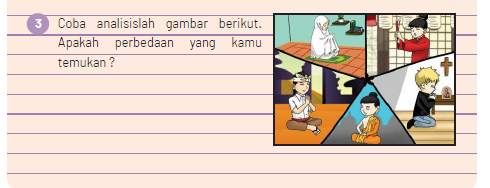 3 Coba analisislah gambar berikut.
Apakah perbedaan yang kamu
temukan ?